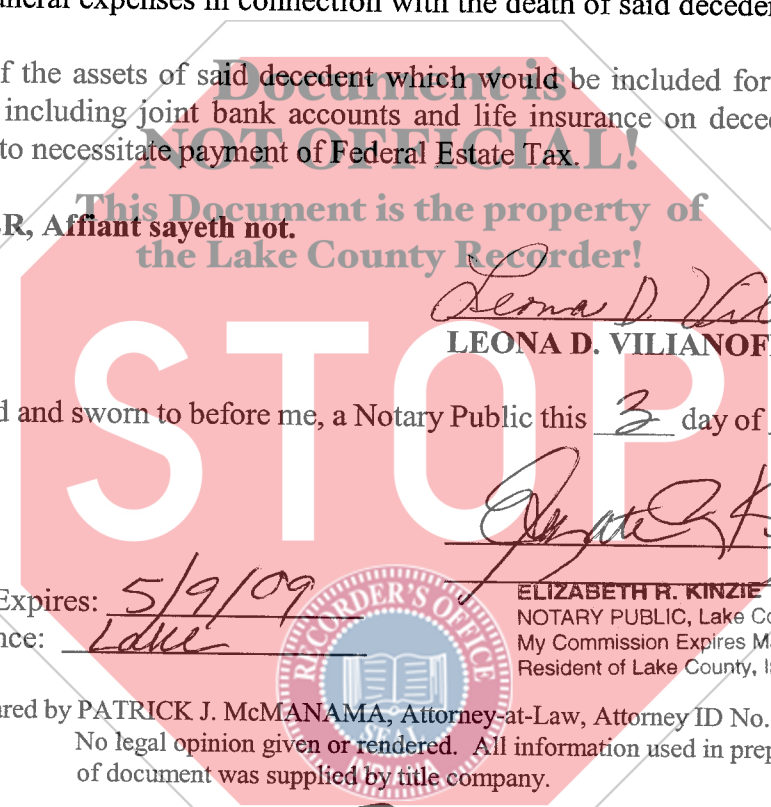 neral expenses in connection with the death of said deceden
Document is
f the assets of said decedent which would be included for
including joint bank accounts and life insurance on dece
NOT OFFICIAL!
to necessitate payment of Federal Estate Tax.
This Document is the property of
R, Affiant sayeth not.
the Lake County Recorder!
Leona D. Vil
LEONA D. VILIANOF
STOP
d and sworn to before me, a Notary Public this 3 day of
Expires: 5/9/09
nce: Lake
ELIZABETH R. KINZIE
NOTARY PUBLIC, Lake Co
My Commission Expires M
Resident of Lake County, I
RECORDER'S OFFICE
SEAL
INDIANA
ared by PATRICK J. McMANAMA, Attorney-at-Law, Attorney ID No.
No legal opinion given or rendered. All information used in prep
of document was supplied by title company.